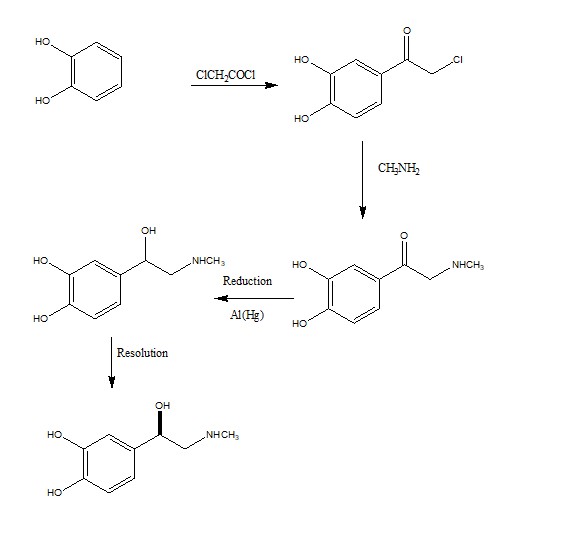 HO
HO
ClCH₂COCl
O
HO
Cl
HO
CH₃NH₂
OH
HO
NHCH₃
HO
O
HO
NHCH₃
HO
Reduction
Al(Hg)
Resolution
OH
HO
NHCH₃
HO